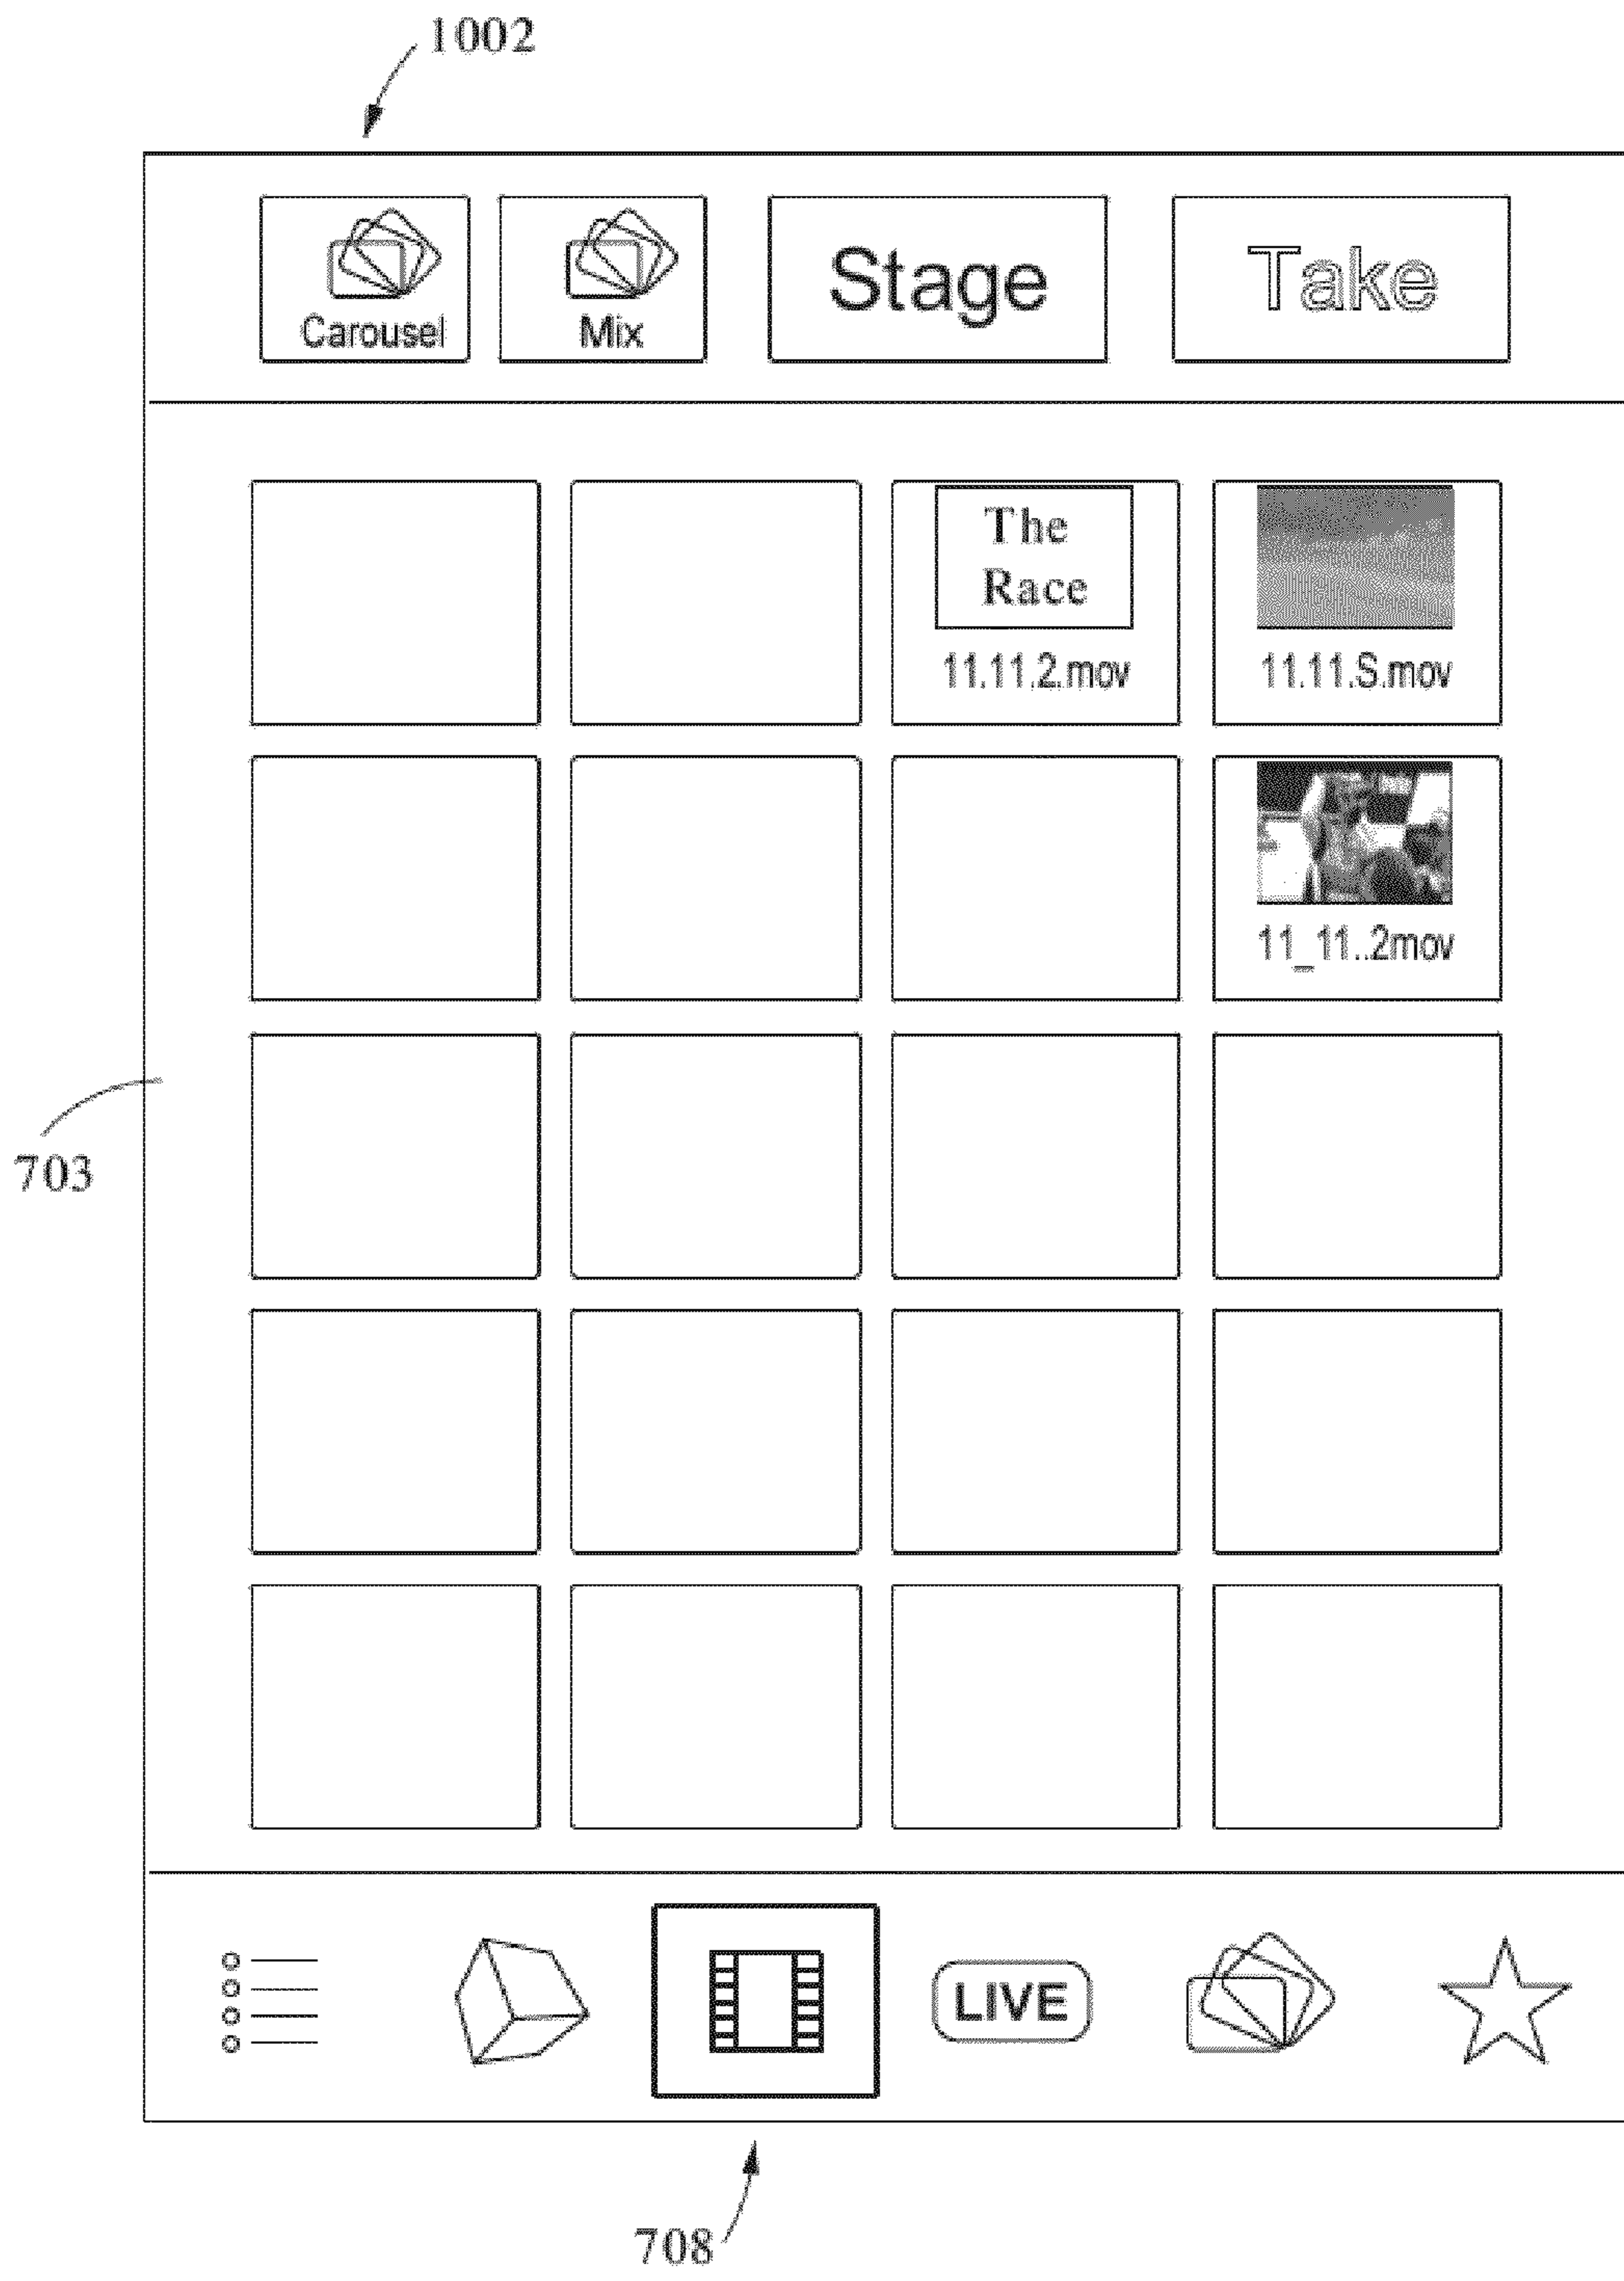 1002
Carousel
Mix
Stage
Take
The
Race
11.11.2.mov
11.11.S.mov
11_11..2mov
703
LIVE
708